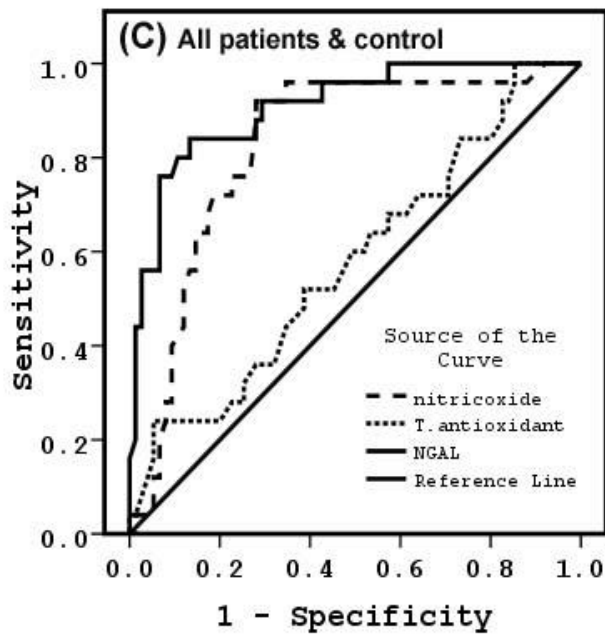 (C) All patients & control
Sensitivity
1.0
0.8
0.6
0.4
0.2
0.0
Source of the
Curve
nitricoxide
T.antioxidant
NGAL
Reference Line
0.0 0.2 0.4 0.6 0.8 1.0
1 - Specificity